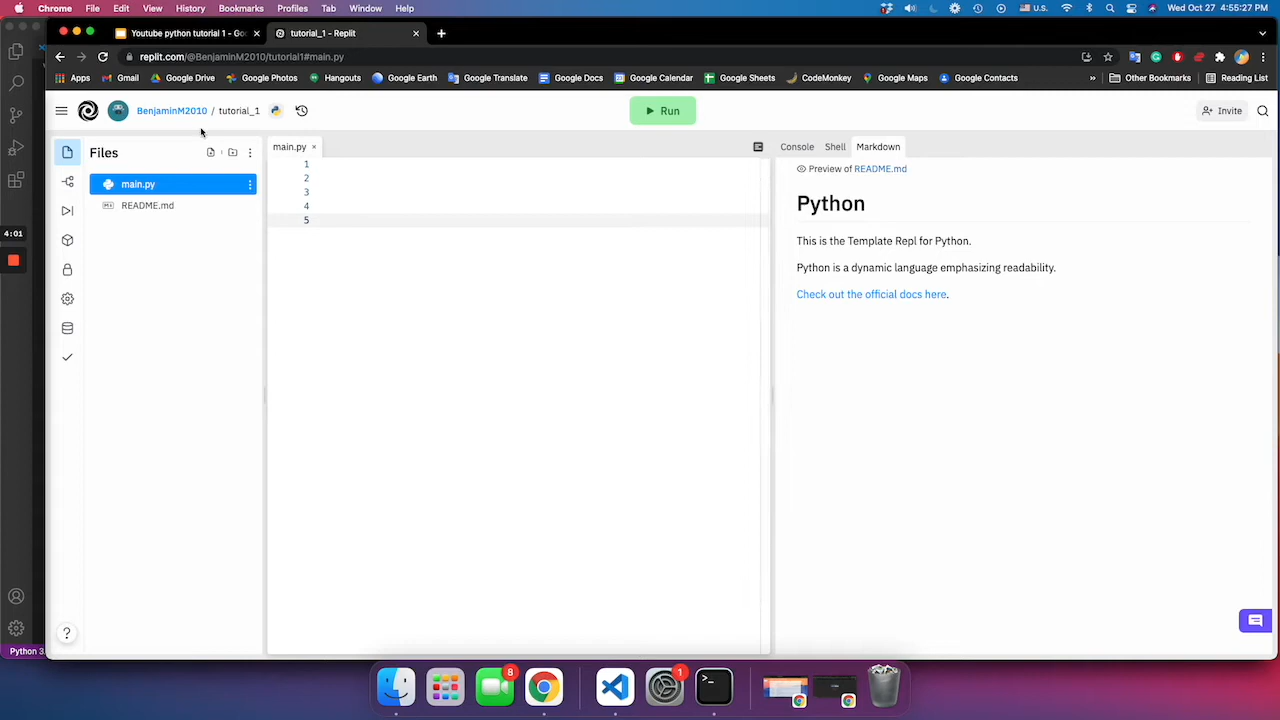 Chrome File Edit View History Bookmarks Profiles Tab Window Help U.S. Wed Oct 27 4:55:27 PM
Youtube python tutorial 1 - Go × tutorial_1 - Replit × +
replit.com/@BenjaminM2010/tutorial1#main.py
Apps Gmail Google Drive Google Photos Hangouts Google Earth Google Translate Google Docs Google Calendar Google Sheets CodeMonkey Google Maps Google Contacts » Other Bookmarks Reading List
BenjaminM2010 / tutorial_1 Run Invite
Files
main.py
README.md
4:01
main.py ×
1
2
3
4
5
Console Shell Markdown
Preview of README.md
Python
This is the Template Repl for Python.
Python is a dynamic language emphasizing readability.
Check out the official docs here.
?
Python 3.
8
1